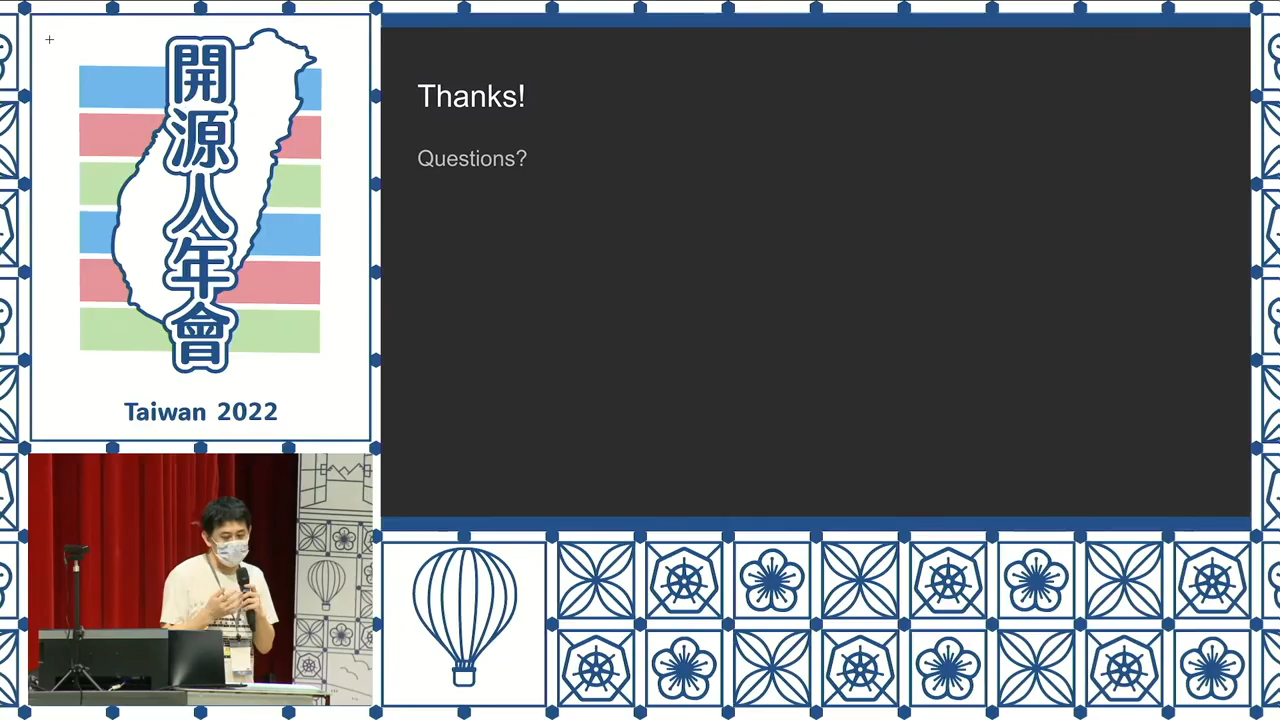 開源人年會
Taiwan 2022
Thanks!
Questions?